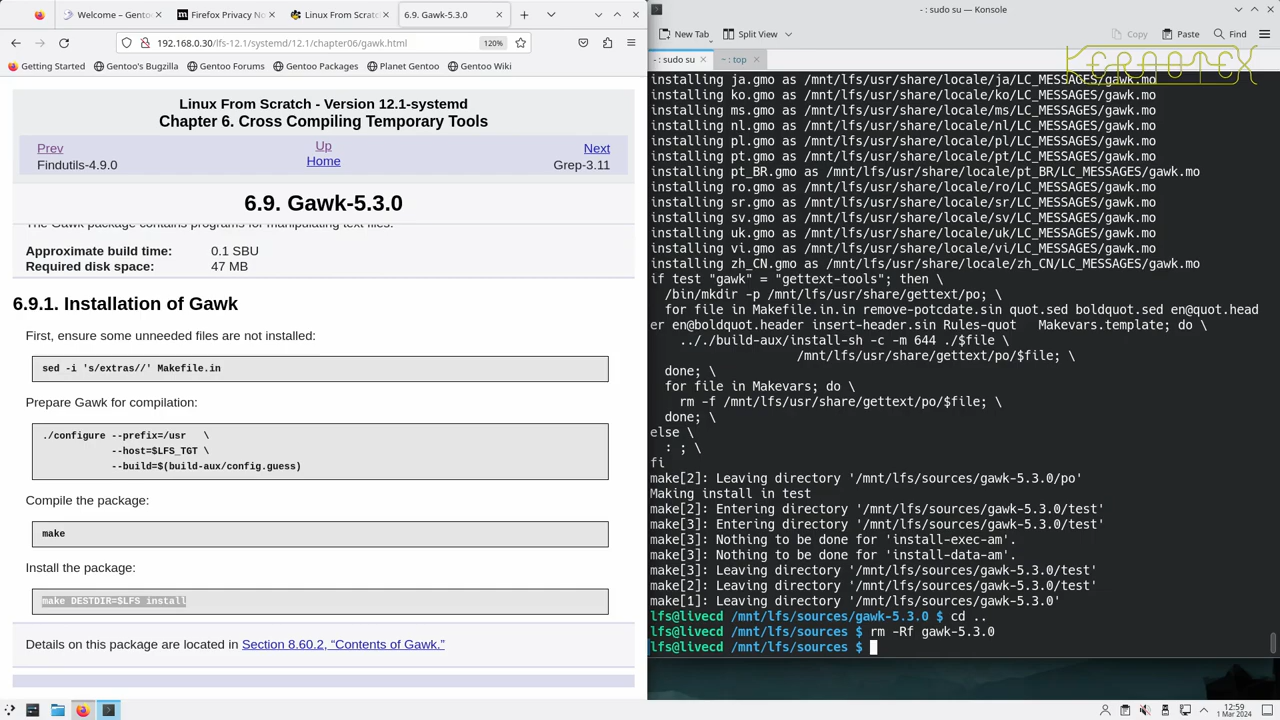 Welcome – Gento
Firefox Privacy No
Linux From Scratc
6.9. Gawk-5.3.0
192.168.0.30/lfs-12.1/systemd/12.1/chapter06/gawk.html
120%
Getting Started
Gentoo's Bugzilla
Gentoo Forums
Gentoo Packages
Planet Gentoo
Gentoo Wiki
Linux From Scratch - Version 12.1-systemd
Chapter 6. Cross Compiling Temporary Tools
Prev
Up
Next
Findutils-4.9.0
Home
Grep-3.11
6.9. Gawk-5.3.0
The Gawk package contains programs for manipulating text files.
Approximate build time: 0.1 SBU
Required disk space: 47 MB
6.9.1. Installation of Gawk
First, ensure some unneeded files are not installed:
sed -i 's/extras//' Makefile.in
Prepare Gawk for compilation:
./configure --prefix=/usr   \
            --host=$LFS_TGT \
            --build=$(build-aux/config.guess)
Compile the package:
make
Install the package:
make DESTDIR=$LFS install
Details on this package are located in Section 8.60.2, “Contents of Gawk.”
- : sudo su — Konsole
New Tab
Split View
Copy
Paste
Find
- : sudo su
~ : top
KERNOTEX
installing ja.gmo as /mnt/lfs/usr/share/locale/ja/LC_MESSAGES/gawk.mo
installing ko.gmo as /mnt/lfs/usr/share/locale/ko/LC_MESSAGES/gawk.mo
installing ms.gmo as /mnt/lfs/usr/share/locale/ms/LC_MESSAGES/gawk.mo
installing nl.gmo as /mnt/lfs/usr/share/locale/nl/LC_MESSAGES/gawk.mo
installing pl.gmo as /mnt/lfs/usr/share/locale/pl/LC_MESSAGES/gawk.mo
installing pt.gmo as /mnt/lfs/usr/share/locale/pt/LC_MESSAGES/gawk.mo
installing pt_BR.gmo as /mnt/lfs/usr/share/locale/pt_BR/LC_MESSAGES/gawk.mo
installing ro.gmo as /mnt/lfs/usr/share/locale/ro/LC_MESSAGES/gawk.mo
installing sr.gmo as /mnt/lfs/usr/share/locale/sr/LC_MESSAGES/gawk.mo
installing sv.gmo as /mnt/lfs/usr/share/locale/sv/LC_MESSAGES/gawk.mo
installing uk.gmo as /mnt/lfs/usr/share/locale/uk/LC_MESSAGES/gawk.mo
installing vi.gmo as /mnt/lfs/usr/share/locale/vi/LC_MESSAGES/gawk.mo
installing zh_CN.gmo as /mnt/lfs/usr/share/locale/zh_CN/LC_MESSAGES/gawk.mo
if test "gawk" = "gettext-tools"; then \
  /bin/mkdir -p /mnt/lfs/usr/share/gettext/po; \
  for file in Makefile.in.in remove-potcdate.sin quot.sed boldquot.sed en@quot.head
er en@boldquot.header insert-header.sin Rules-quot   Makevars.template; do \
    .././build-aux/install-sh -c -m 644 ./$file \
                    /mnt/lfs/usr/share/gettext/po/$file; \
  done; \
  for file in Makevars; do \
    rm -f /mnt/lfs/usr/share/gettext/po/$file; \
  done; \
else \
  : ; \
fi
make[2]: Leaving directory '/mnt/lfs/sources/gawk-5.3.0/po'
Making install in test
make[2]: Entering directory '/mnt/lfs/sources/gawk-5.3.0/test'
make[3]: Entering directory '/mnt/lfs/sources/gawk-5.3.0/test'
make[3]: Nothing to be done for 'install-exec-am'.
make[3]: Nothing to be done for 'install-data-am'.
make[3]: Leaving directory '/mnt/lfs/sources/gawk-5.3.0/test'
make[2]: Leaving directory '/mnt/lfs/sources/gawk-5.3.0/test'
make[1]: Leaving directory '/mnt/lfs/sources/gawk-5.3.0'
lfs@livecd /mnt/lfs/sources/gawk-5.3.0 $ cd ..
lfs@livecd /mnt/lfs/sources $ rm -Rf gawk-5.3.0
lfs@livecd /mnt/lfs/sources $
12:59
1 Mar 2024